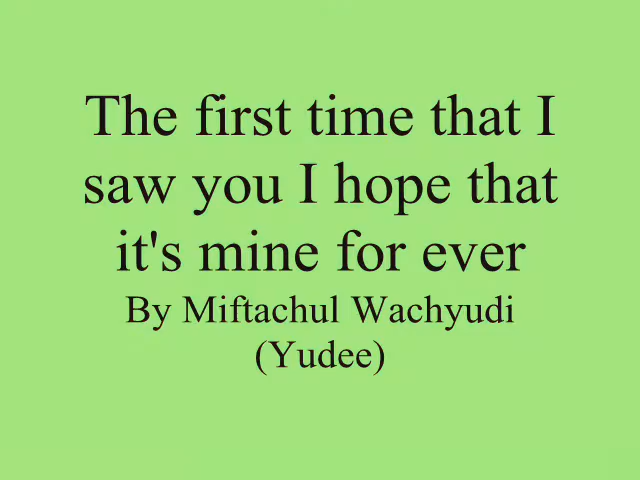 The first time that I
saw you I hope that
it's mine for ever
By Miftachul Wachyudi
(Yudee)